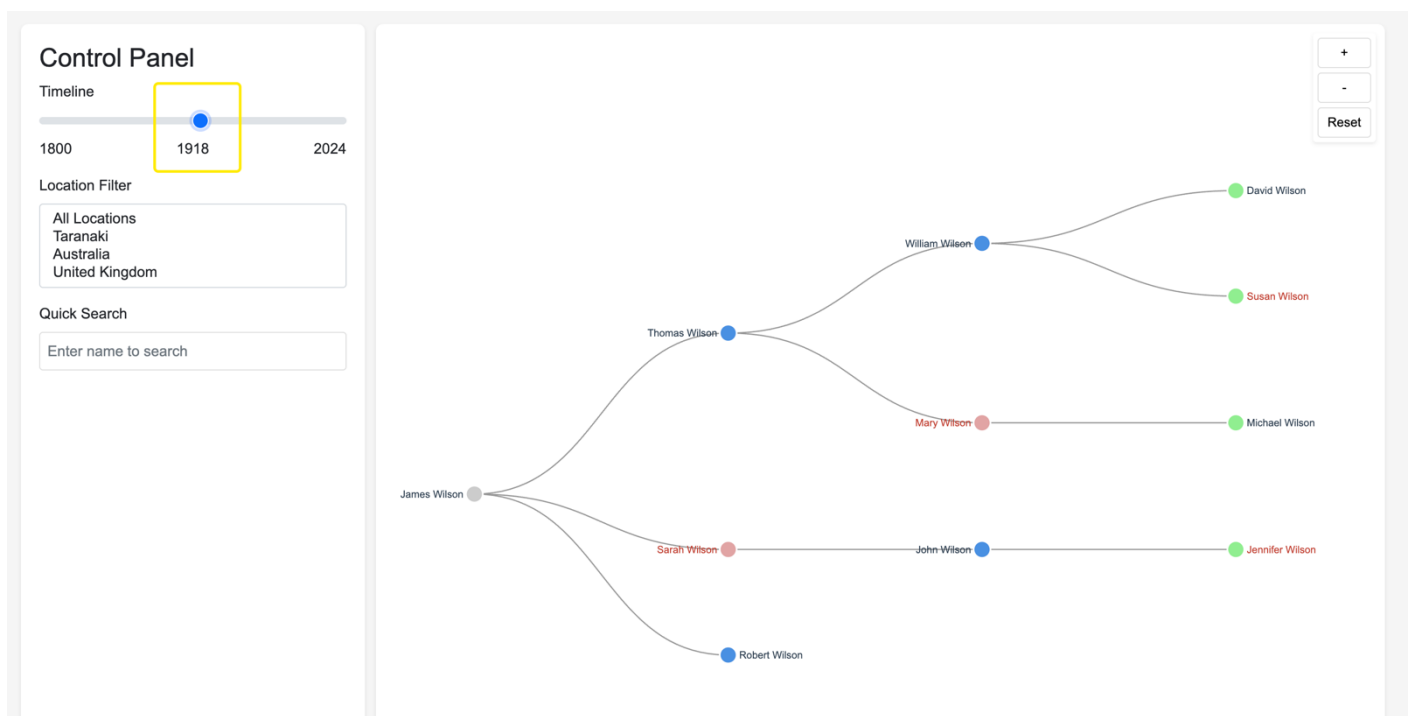 Control Panel
Timeline
1800 1918 2024
Location Filter
All Locations
Taranaki
Australia
United Kingdom
Quick Search
Enter name to search
+
-
Reset
David Wilson
William Wilson
Susan Wilson
Thomas Wilson
Mary Wilson
Michael Wilson
James Wilson
Sarah Wilson
John Wilson
Jennifer Wilson
Robert Wilson